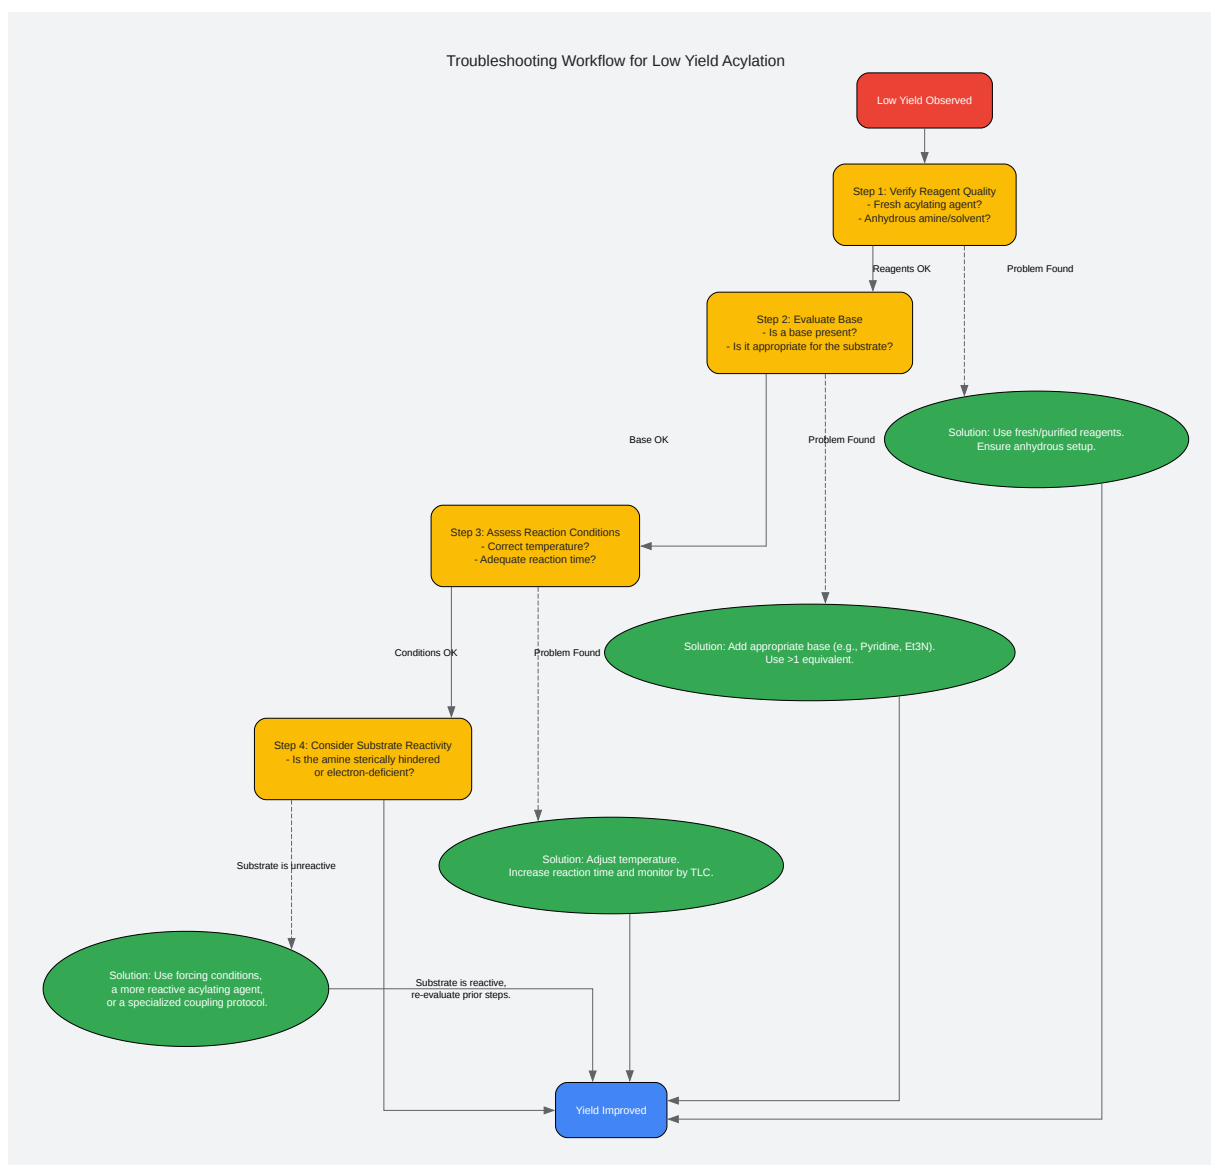 Troubleshooting Workflow for Low Yield Acylation
Low Yield Observed
Step 1: Verify Reagent Quality
- Fresh acylating agent?
- Anhydrous amine/solvent?
Reagents OK
Problem Found
Step 2: Evaluate Base
- Is a base present?
- Is it appropriate for the substrate?
Base OK
Problem Found
Solution: Use fresh/purified reagents.
Ensure anhydrous setup.
Step 3: Assess Reaction Conditions
- Correct temperature?
- Adequate reaction time?
Conditions OK
Problem Found
Solution: Add appropriate base (e.g., Pyridine, Et3N).
Use >1 equivalent.
Step 4: Consider Substrate Reactivity
- Is the amine sterically hindered
or electron-deficient?
Substrate is unreactive
Solution: Adjust temperature.
Increase reaction time and monitor by TLC.
Solution: Use forcing conditions,
a more reactive acylating agent,
or a specialized coupling protocol.
Substrate is reactive,
re-evaluate prior steps.
Yield Improved